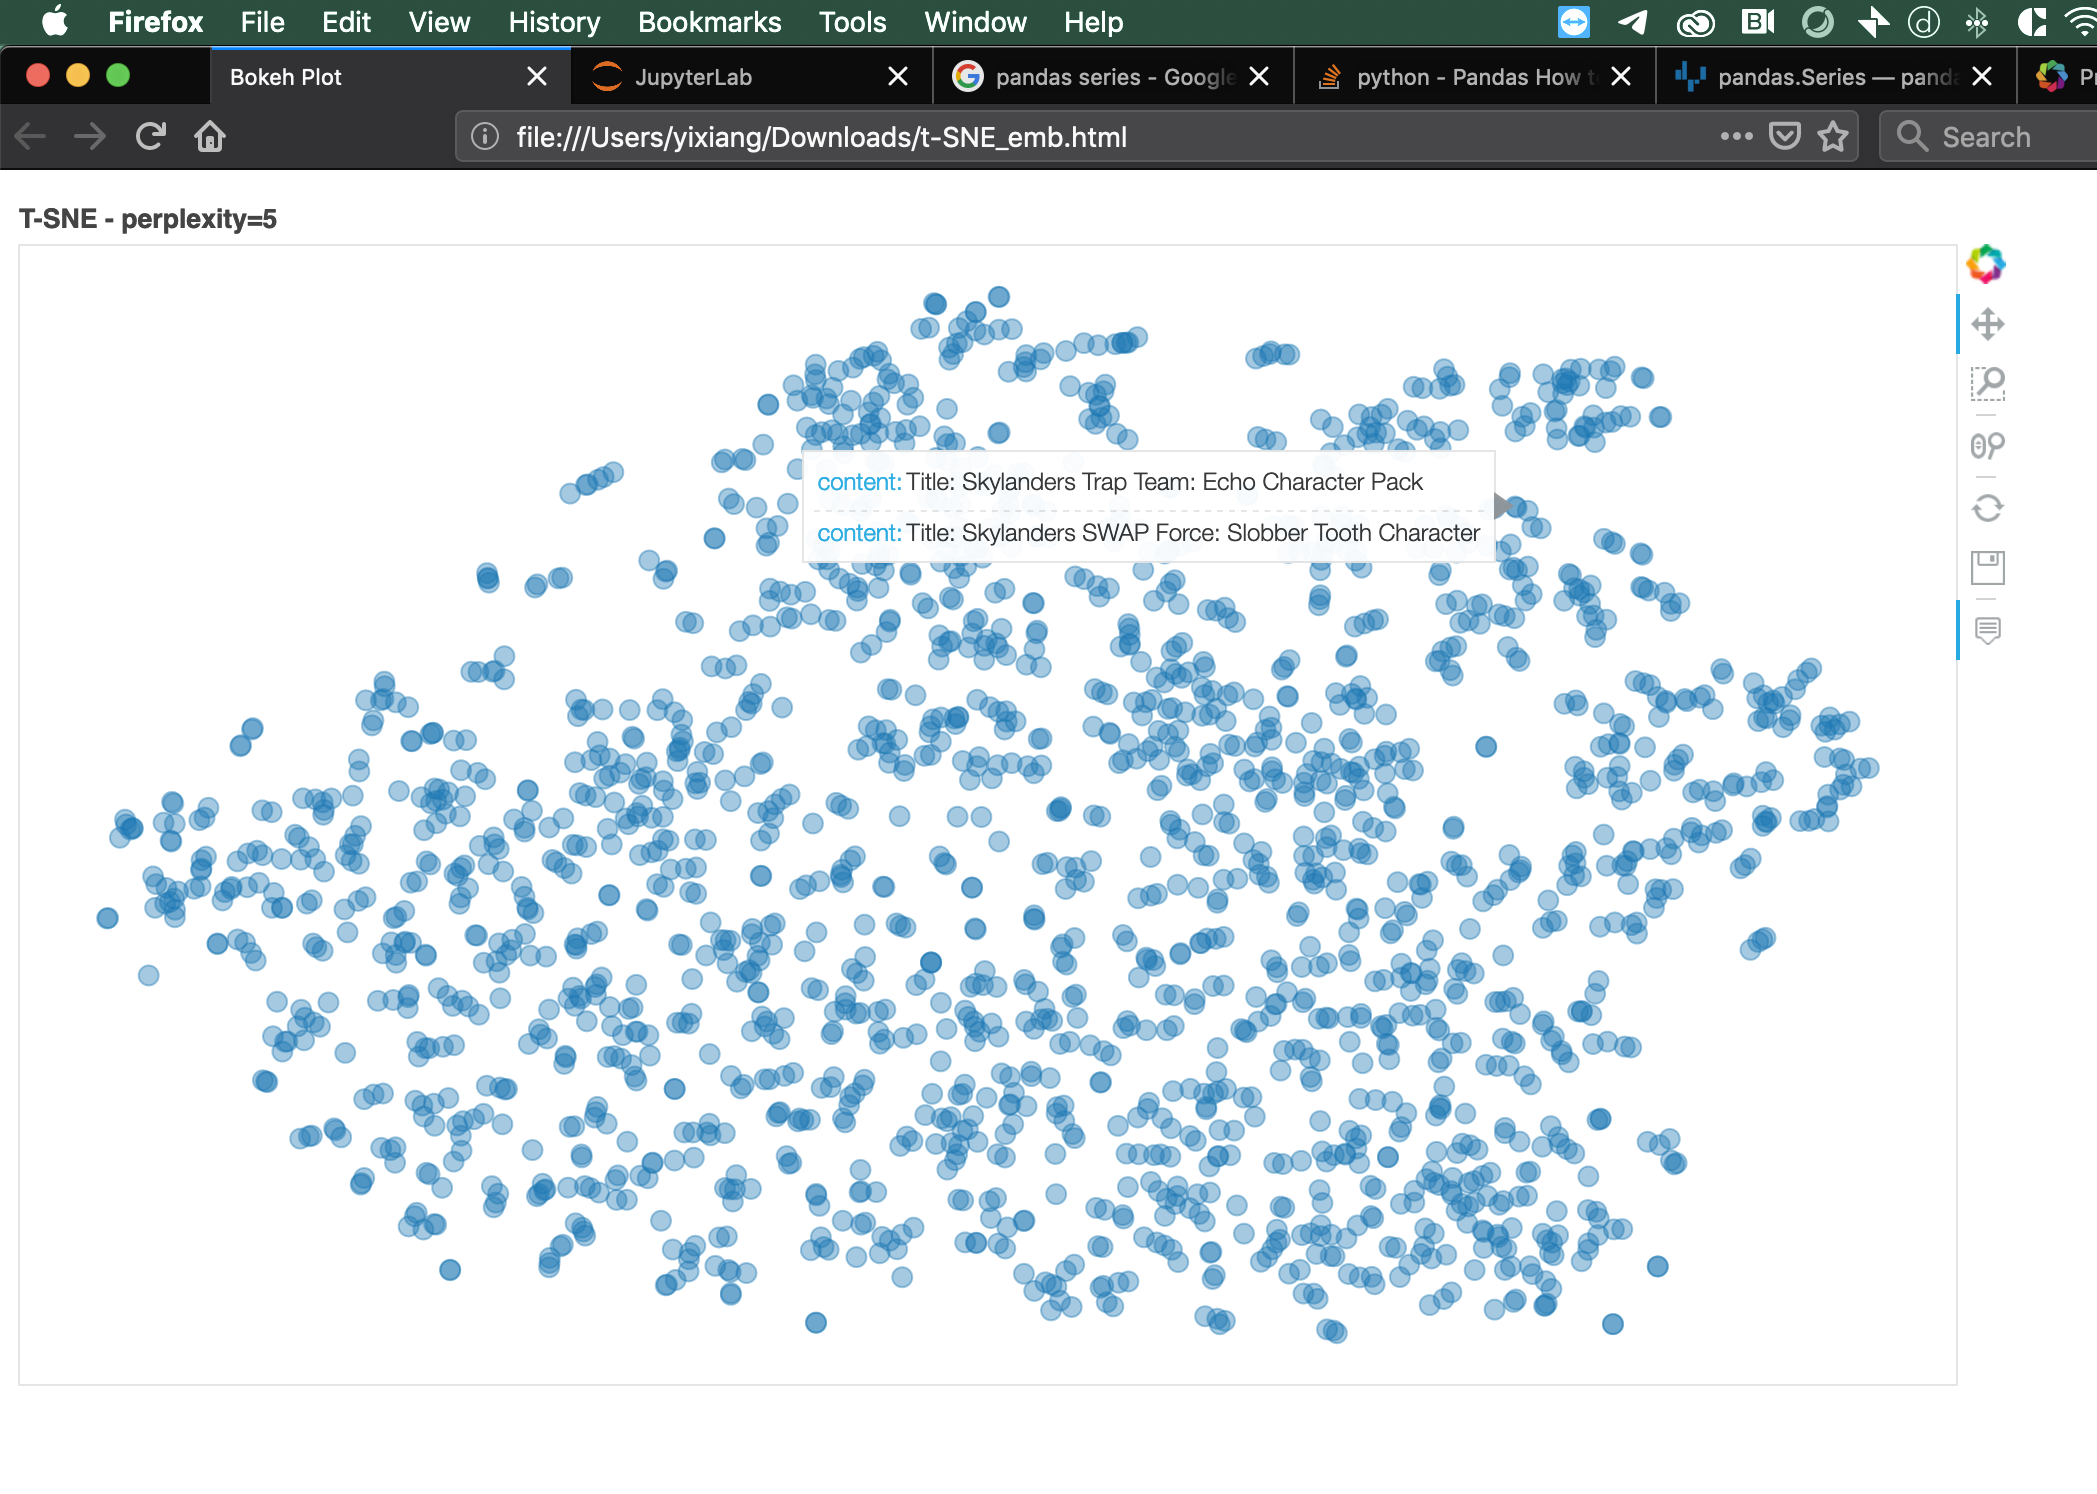 Firefox File Edit View History Bookmarks Tools Window Help
Bokeh Plot JupyterLab pandas series - Google python - Pandas How t pandas.Series — panda P
file:///Users/yixiang/Downloads/t-SNE_emb.html Search
T-SNE - perplexity=5
content: Title: Skylanders Trap Team: Echo Character Pack
content: Title: Skylanders SWAP Force: Slobber Tooth Character